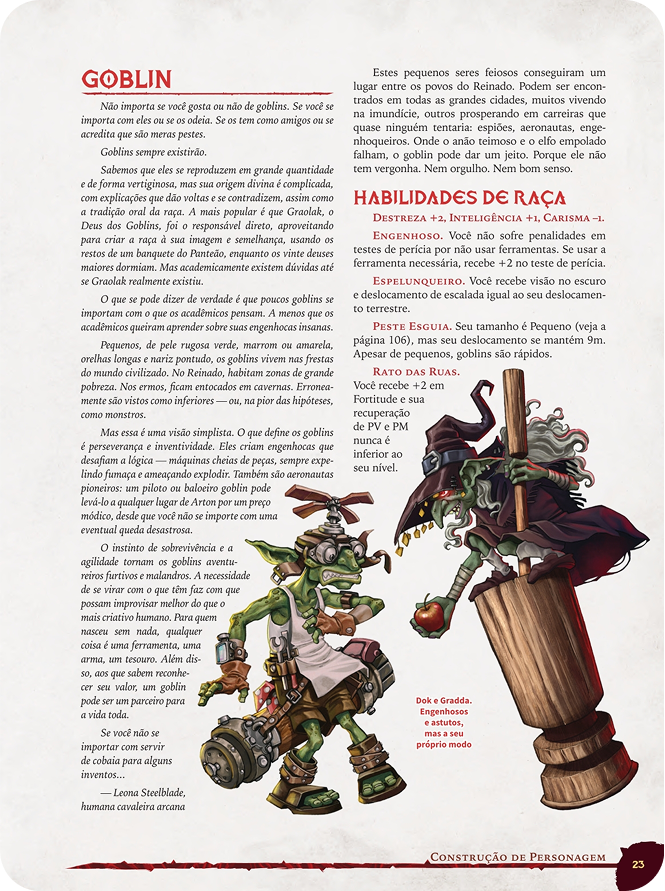 GOBLIN
Não importa se você gosta ou não de goblins. Se você se
importa com eles ou se os odeia. Se os tem como amigos ou se
acredita que são meras pestes.
Goblins sempre existirão.
Sabemos que eles se reproduzem em grande quantidade
e de forma vertiginosa, mas sua origem divina é complicada,
com explicações que dão voltas e se contradizem, assim como
a tradição oral da raça. A mais popular é que Graolak, o
Deus dos Goblins, foi o responsável direto, aproveitando
para criar a raça à sua imagem e semelhança, usando os
restos de um banquete do Panteão, enquanto os vinte deuses
maiores dormiam. Mas academicamente existem dúvidas até
se Graolak realmente existiu.
O que se pode dizer de verdade é que poucos goblins se
importam com o que os acadêmicos pensam. A menos que os
acadêmicos queiram aprender sobre suas engenhocas insanas.
Pequenos, de pele rugosa verde, marrom ou amarela,
orelhas longas e nariz pontudo, os goblins vivem nas frestas
do mundo civilizado. No Reinado, habitam zonas de grande
pobreza. Nos ermos, ficam entocados em cavernas. Erronea-
mente são vistos como inferiores — ou, na pior das hipóteses,
como monstros.
Mas essa é uma visão simplista. O que define os goblins
é perseverança e inventividade. Eles criam engenhocas que
desafiam a lógica — máquinas cheias de peças, sempre expe-
lindo fumaça e ameaçando explodir. Também são aeronautas
pioneiros: um piloto ou baloeiro goblin pode
levá-lo a qualquer lugar de Arton por um preço
módico, desde que você não se importe com uma
eventual queda desastrosa.
O instinto de sobrevivência e a
agilidade tornam os goblins aventu-
reiros furtivos e malandros. A necessidade
de se virar com o que têm faz com que
possam improvisar melhor do que o
mais criativo humano. Para quem
nasceu sem nada, qualquer
coisa é uma ferramenta, uma
arma, um tesouro. Além dis-
so, aos que sabem reconhe-
cer seu valor, um goblin
pode ser um parceiro para
a vida toda.
Se você não se
importar com servir
de cobaia para alguns
inventos...
— Leona Steelblade,
humana cavaleira arcana
Estes pequenos seres feiosos conseguiram um
lugar entre os povos do Reinado. Podem ser encon-
trados em todas as grandes cidades, muitos vivendo
na imundície, outros prosperando em carreiras que
quase ninguém tentaria: espiões, aeronautas, enge-
nhoqueiros. Onde o anão teimoso e o elfo empolado
falham, o goblin pode dar um jeito. Porque ele não
tem vergonha. Nem orgulho. Nem bom senso.
HABILIDADES DE RAÇA
Destreza +2, Inteligência +1, Carisma –1.
Engenhoso. Você não sofre penalidades em
testes de perícia por não usar ferramentas. Se usar a
ferramenta necessária, recebe +2 no teste de perícia.
Espelunqueiro. Você recebe visão no escuro
e deslocamento de escalada igual ao seu deslocamen-
to terrestre.
Peste Esguia. Seu tamanho é Pequeno (veja a
página 106), mas seu deslocamento se mantém 9m.
Apesar de pequenos, goblins são rápidos.
Rato das Ruas.
Você recebe +2 em
Fortitude e sua
recuperação
de PV e PM
nunca é
inferior ao
seu nível.
Dok e Gradda.
Engenhosos
e astutos,
mas a seu
próprio modo
Construção de Personagem
23